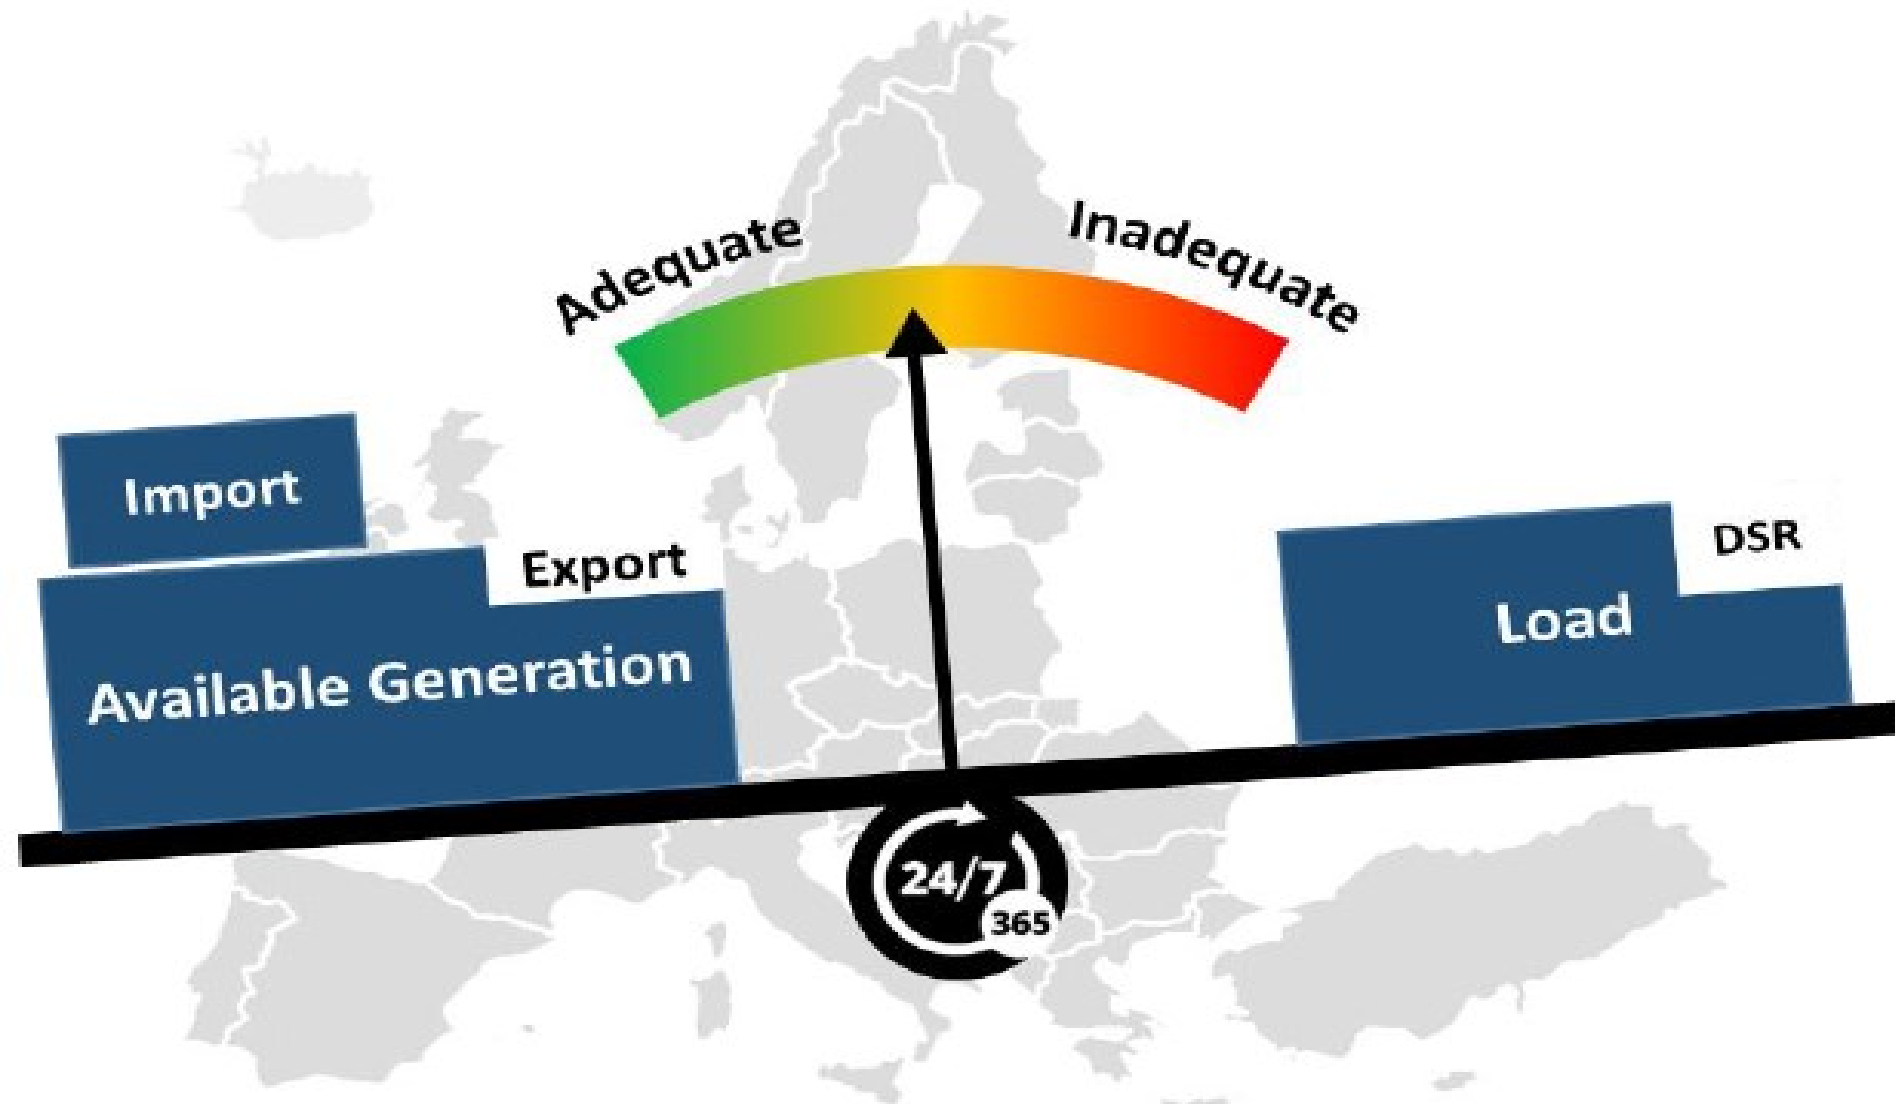 Adequate
Inadequate
Import
Export
Available Generation
DSR
Load
24/7
365